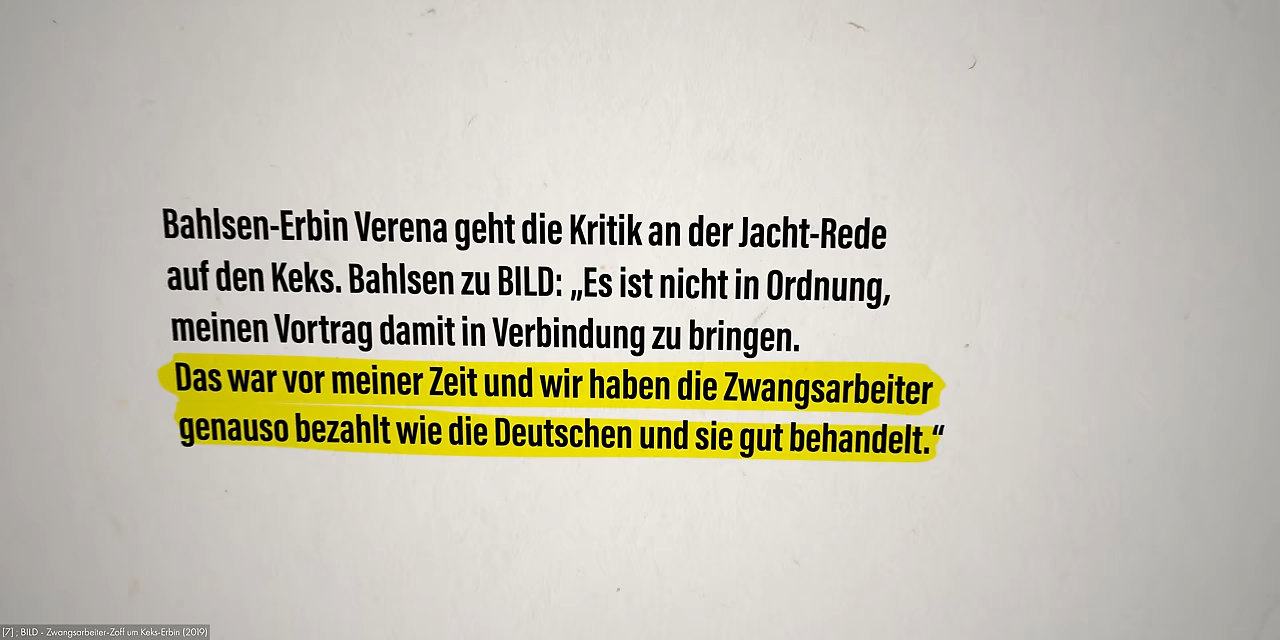 Bahlsen-Erbin Verena geht die Kritik an der Jacht-Rede
auf den Keks. Bahlsen zu BILD: „Es ist nicht in Ordnung,
meinen Vortrag damit in Verbindung zu bringen.
Das war vor meiner Zeit und wir haben die Zwangsarbeiter
genauso bezahlt wie die Deutschen und sie gut behandelt.“
[7] ; BILD - Zwangsarbeiter-Zoff um Keks-Erbin (2019)